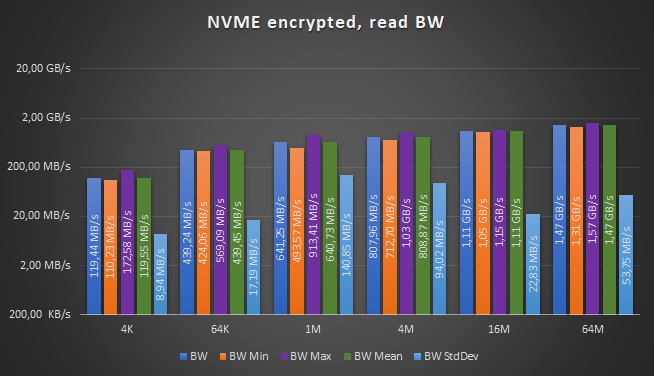 NVME encrypted, read BW
20,00 GB/s
2,00 GB/s
200,00 MB/s
20,00 MB/s
2,00 MB/s
200,00 KB/s
119,44 MB/s
110,23 MB/s
172,58 MB/s
119,55 MB/s
8,94 MB/s
439,24 MB/s
424,06 MB/s
569,09 MB/s
439,45 MB/s
17,19 MB/s
641,25 MB/s
493,57 MB/s
913,41 MB/s
640,73 MB/s
140,85 MB/s
807,96 MB/s
712,70 MB/s
1,03 GB/s
808,87 MB/s
94,02 MB/s
1,11 GB/s
1,05 GB/s
1,15 GB/s
1,11 GB/s
22,83 MB/s
1,47 GB/s
1,31 GB/s
1,57 GB/s
1,47 GB/s
53,75 MB/s
4K 64K 1M 4M 16M 64M
BW BW Min BW Max BW Mean BW StdDev